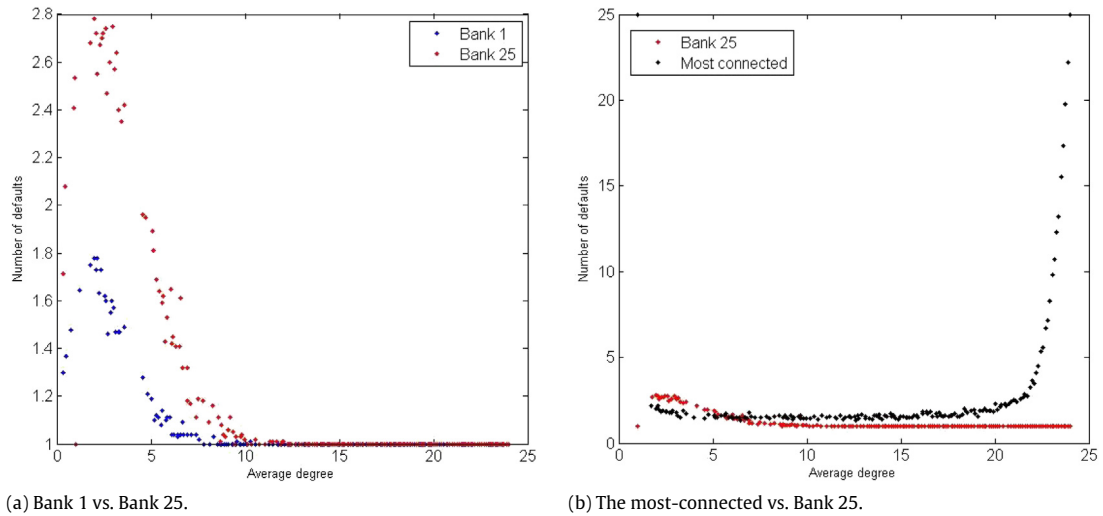 2.8
2.6
2.4
2.2
2
1.8
1.6
1.4
1.2
1
Number of defaults
Bank 1
Bank 25
0 5 10 15 20 25
Average degree
(a) Bank 1 vs. Bank 25.
25
20
15
10
5
0
Number of defaults
Bank 25
Most connected
0 5 10 15 20 25
Average degree
(b) The most-connected vs. Bank 25.